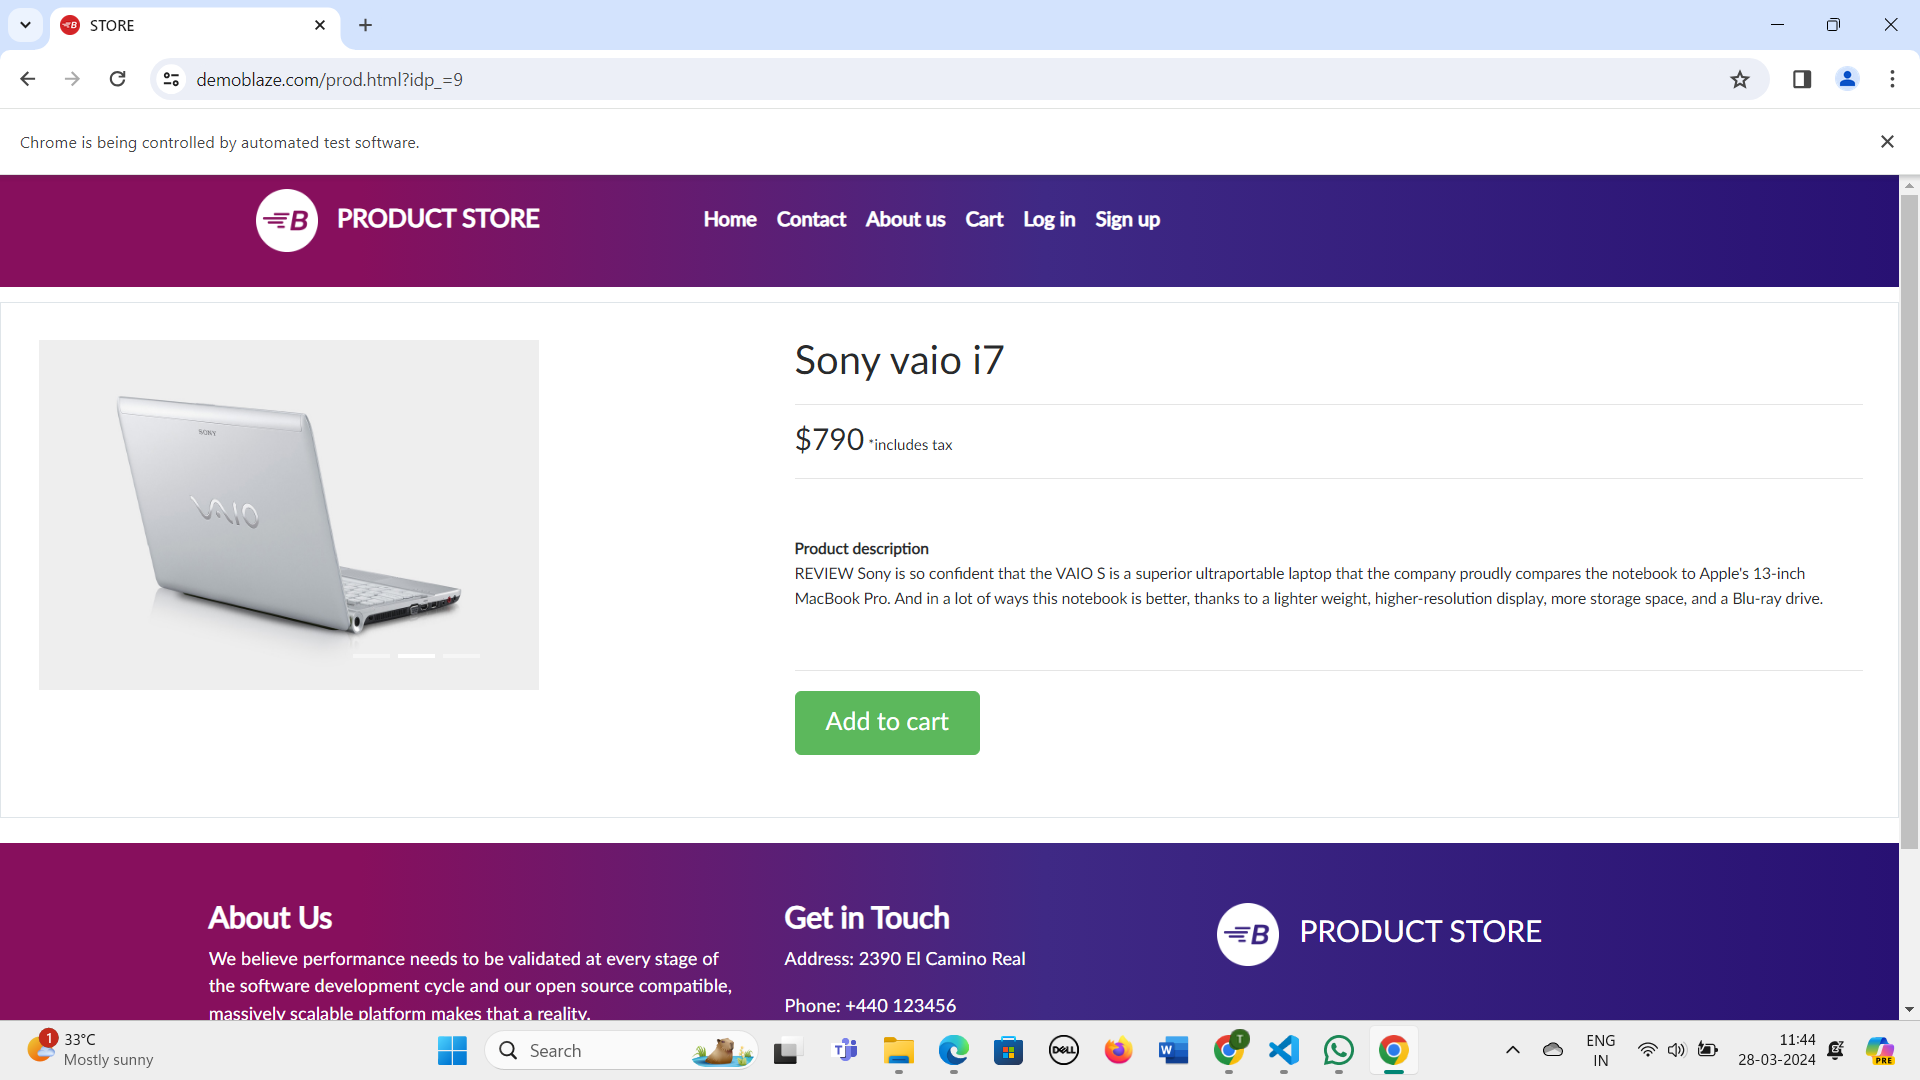 STORE
demoblaze.com/prod.html?idp_=9
Chrome is being controlled by automated test software.
B PRODUCT STORE
Home Contact About us Cart Log in Sign up
SONY
VAIO
Sony vaio i7
$790 *includes tax
Product description
REVIEW Sony is so confident that the VAIO S is a superior ultraportable laptop that the company proudly compares the notebook to Apple's 13-inch
MacBook Pro. And in a lot of ways this notebook is better, thanks to a lighter weight, higher-resolution display, more storage space, and a Blu-ray drive.
Add to cart
About Us
We believe performance needs to be validated at every stage of
the software development cycle and our open source compatible,
massively scalable platform makes that a reality.
Get in Touch
Address: 2390 El Camino Real
Phone: +440 123456
B PRODUCT STORE
1
33°C
Mostly sunny
Search
DELL
T
ENG
IN
11:44
28-03-2024
PRE